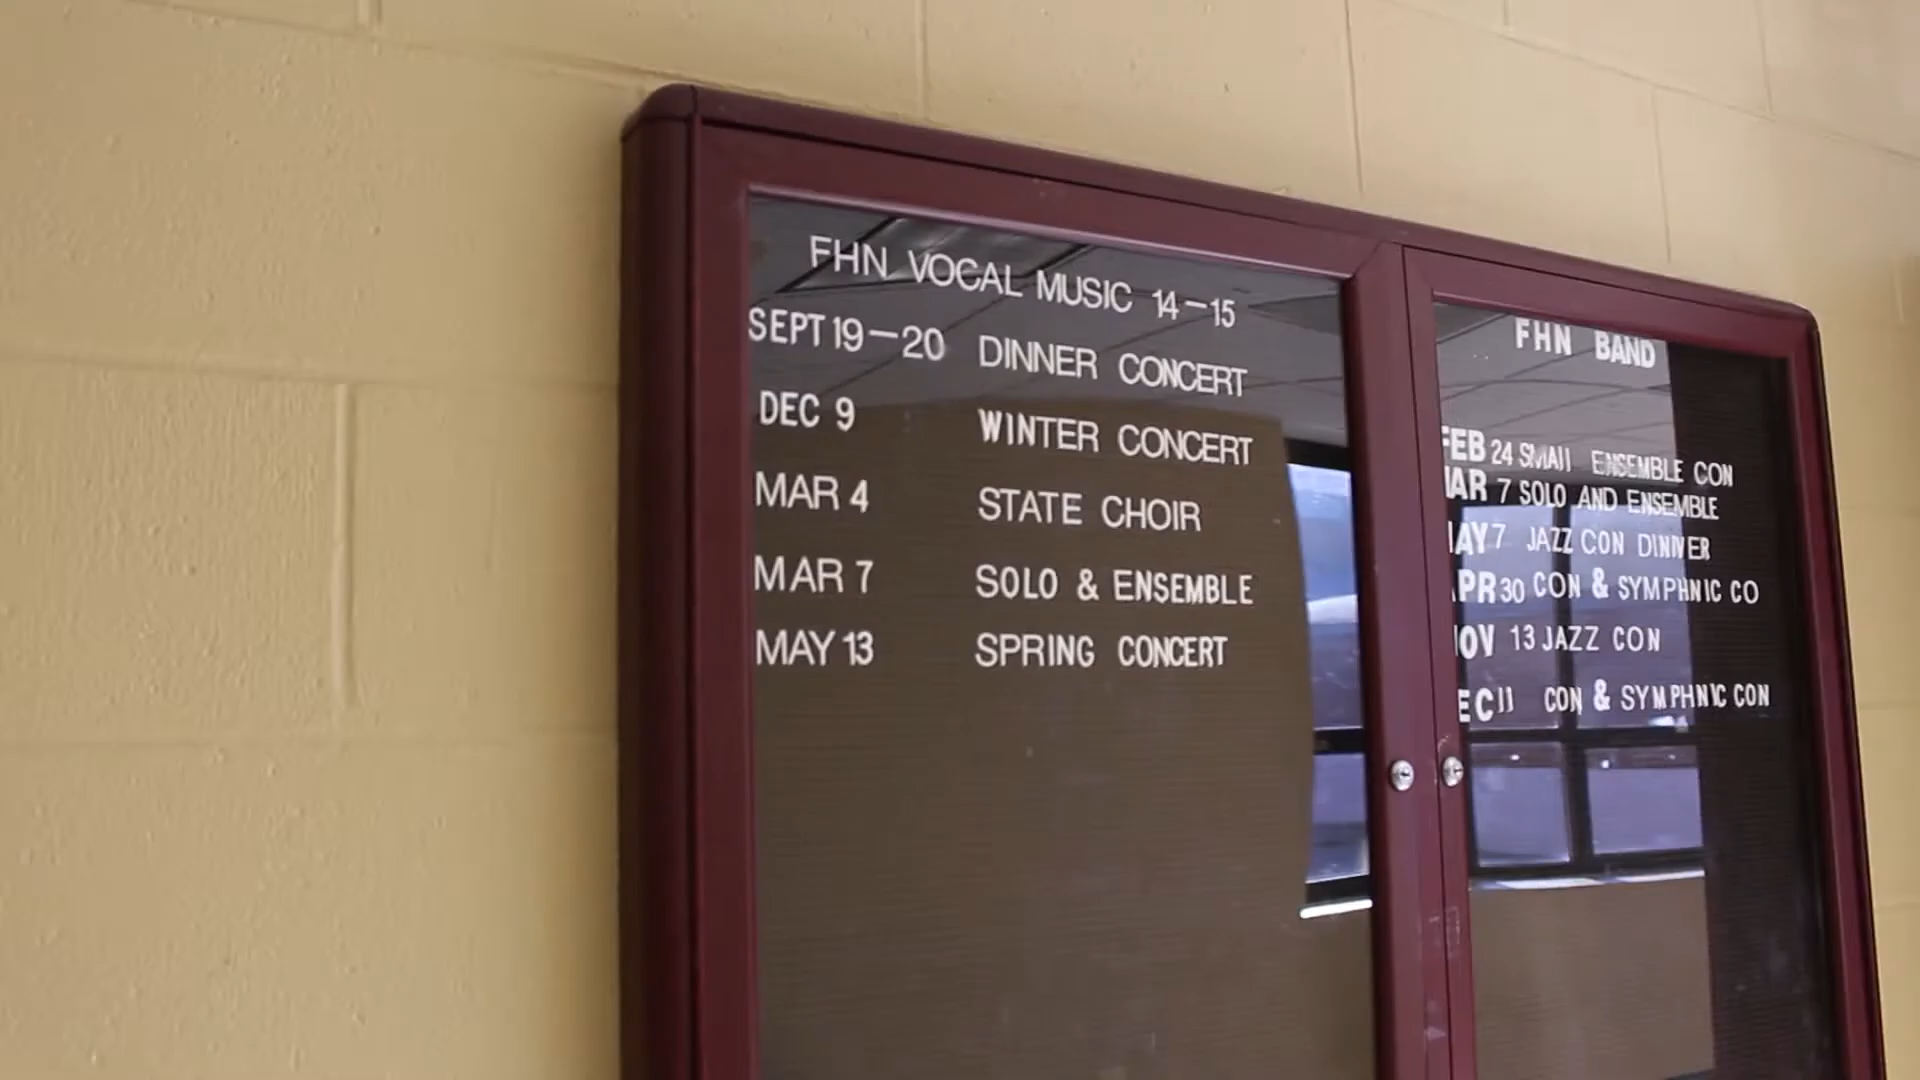 FHN VOCAL MUSIC 14-15
SEPT 19-20 DINNER CONCERT
DEC 9 WINTER CONCERT
MAR 4 STATE CHOIR
MAR 7 SOLO & ENSEMBLE
MAY 13 SPRING CONCERT
FHN BAND
FEB 24 SMALL ENSEMBLE CON
MAR 7 SOLO AND ENSEMBLE
MAY 7 JAZZ CON DINNER
APR 30 CON & SYMPHNIC CO
NOV 13 JAZZ CON
EC 11 CON & SYMPHNIC CON